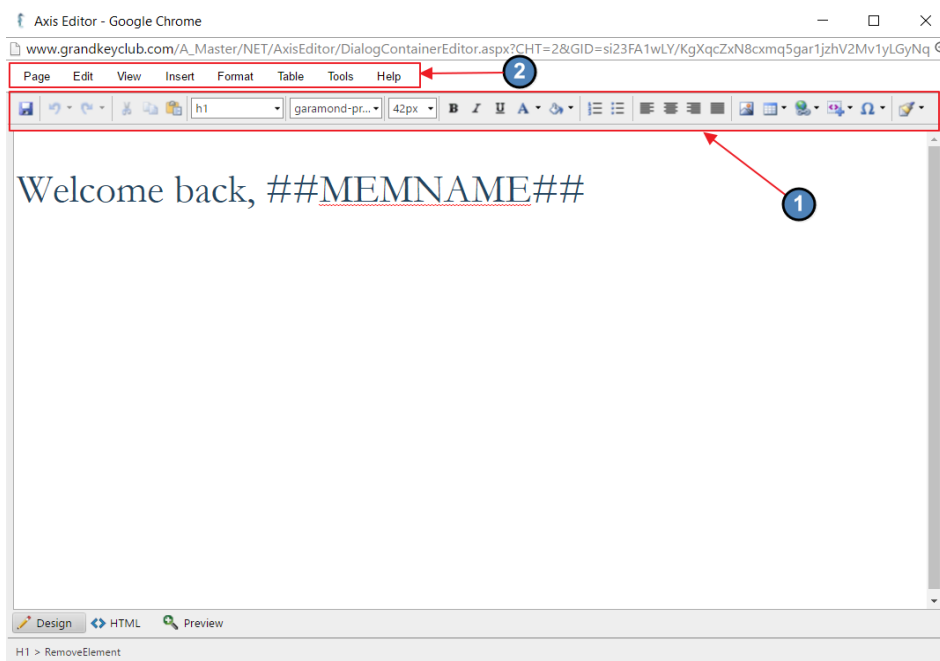 Axis Editor - Google Chrome
www.grandkeyclub.com/A_Master/NET/AxisEditor/DialogContainerEditor.aspx?CHT=2&GID=si23FA1wLY/KgXqcZxN8cxmq5gar1jzhV2Mv1yLGyNq
Page Edit View Insert Format Table Tools Help 2
h1 garamond-pr... 42px B I U A Ω
Welcome back, ##MEMNAME##
1
Design HTML Preview
H1 > RemoveElement